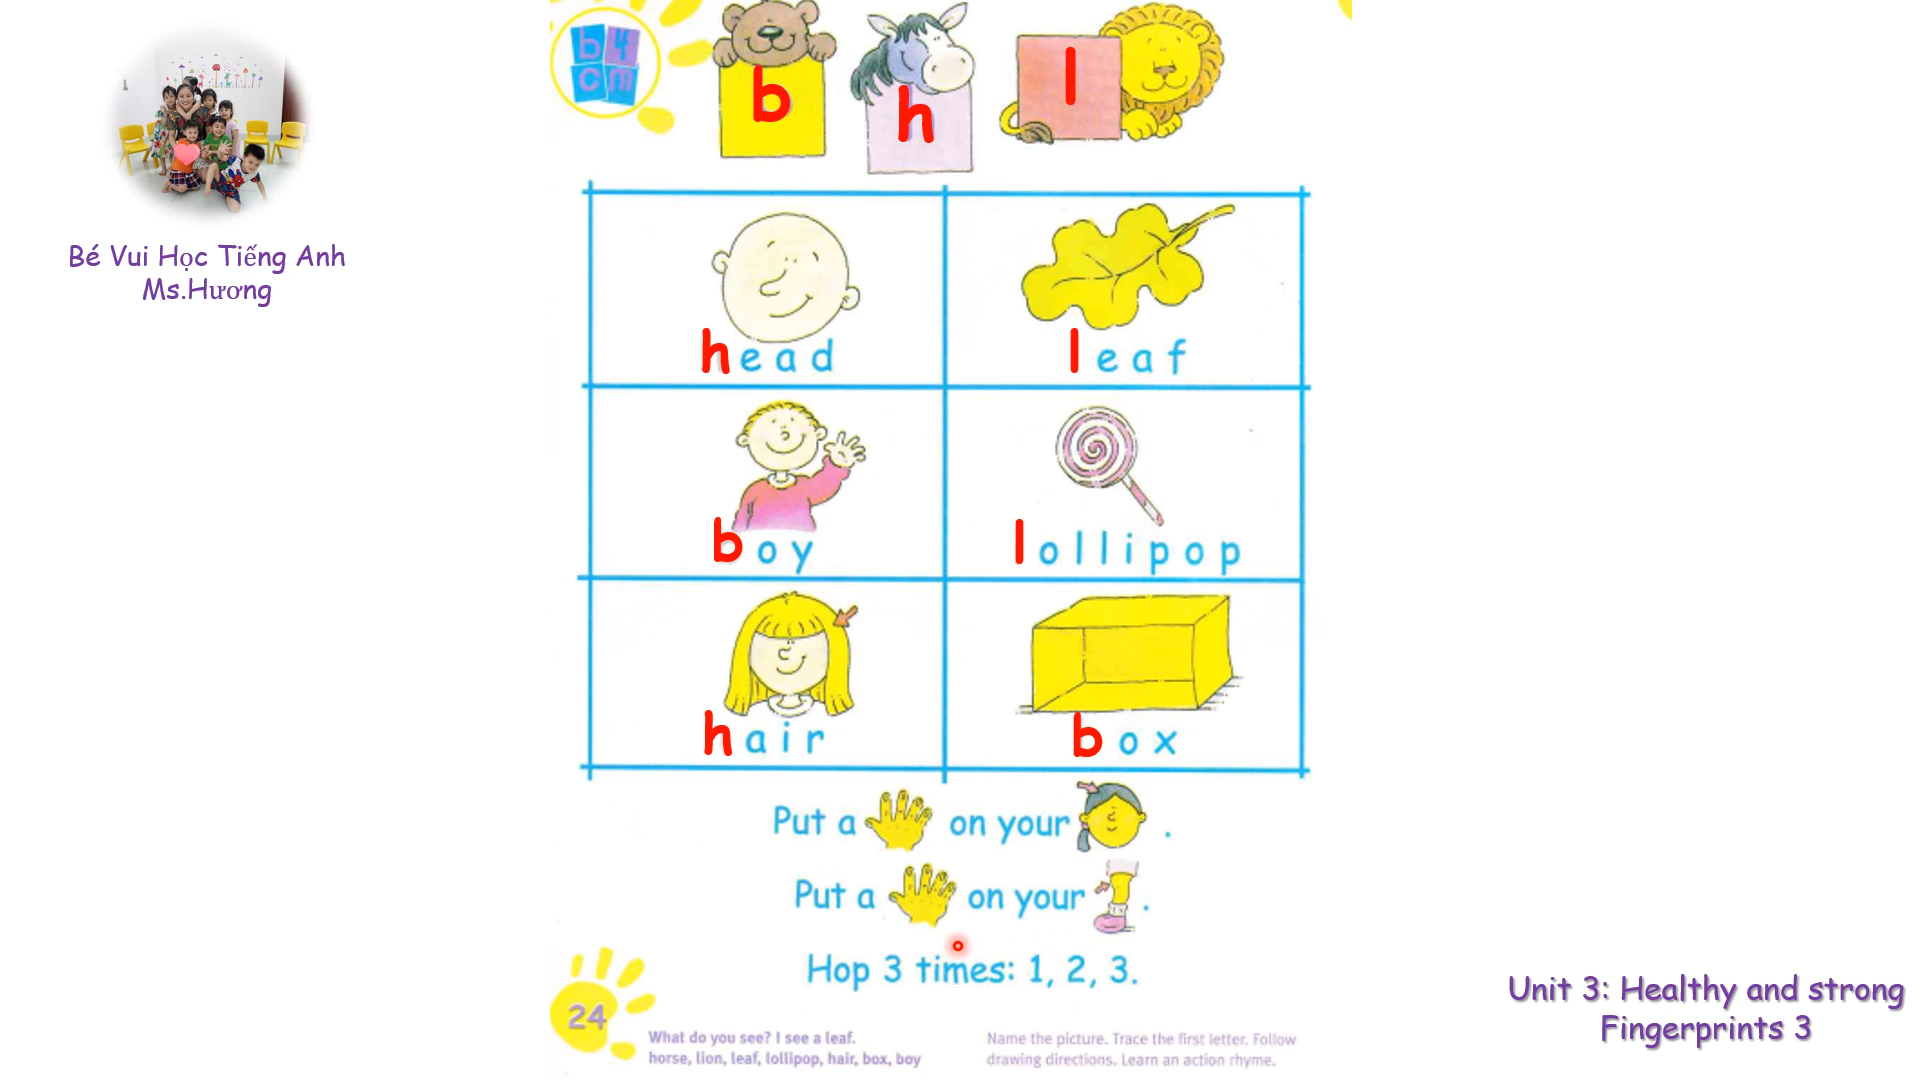 Bé Vui Học Tiếng Anh
Ms.Hương
b 4
c m
b
h
l
head
leaf
boy
lollipop
hair
box
Put a on your .
Put a on your .
Hop 3 times: 1, 2, 3.
24
What do you see? I see a leaf.
horse, lion, leaf, lollipop, hair, box, boy
Name the picture. Trace the first letter. Follow
drawing directions. Learn an action rhyme.
Unit 3: Healthy and strong
Fingerprints 3